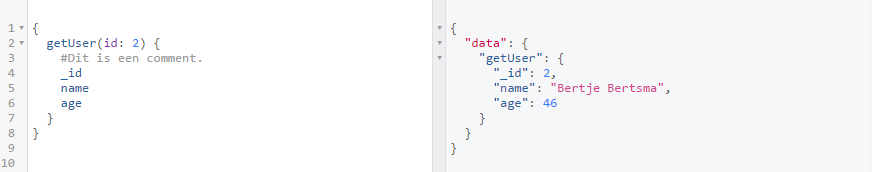 1 {
2   getUser(id: 2) {
3     #Dit is een comment.
4     _id
5     name
6     age
7   }
8 }
9
10
{
  "data": {
    "getUser": {
      "_id": 2,
      "name": "Bertje Bertsma",
      "age": 46
    }
  }
}